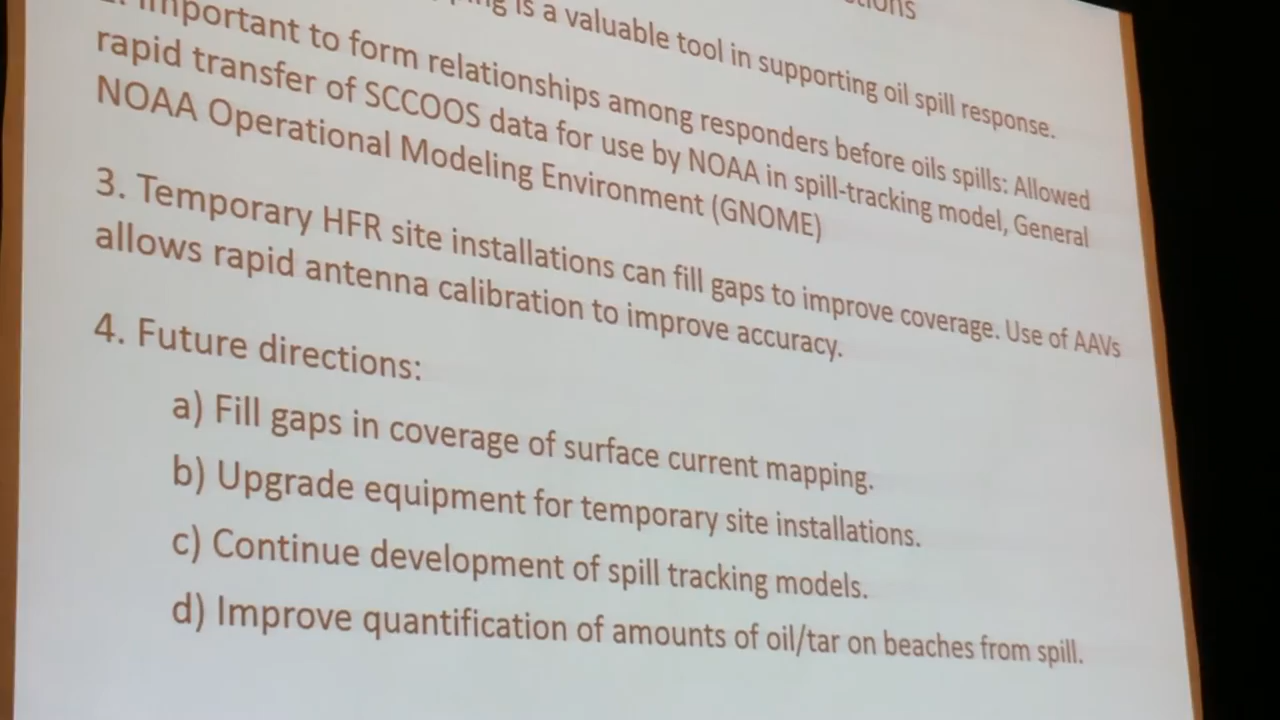 is a valuable tool in supporting oil spill response.
Important to form relationships among responders before oils spills: Allowed
rapid transfer of SCCOOS data for use by NOAA in spill-tracking model, General
NOAA Operational Modeling Environment (GNOME)
3. Temporary HFR site installations can fill gaps to improve coverage. Use of AAVs
allows rapid antenna calibration to improve accuracy.
4. Future directions:
a) Fill gaps in coverage of surface current mapping.
b) Upgrade equipment for temporary site installations.
c) Continue development of spill tracking models.
d) Improve quantification of amounts of oil/tar on beaches from spill.